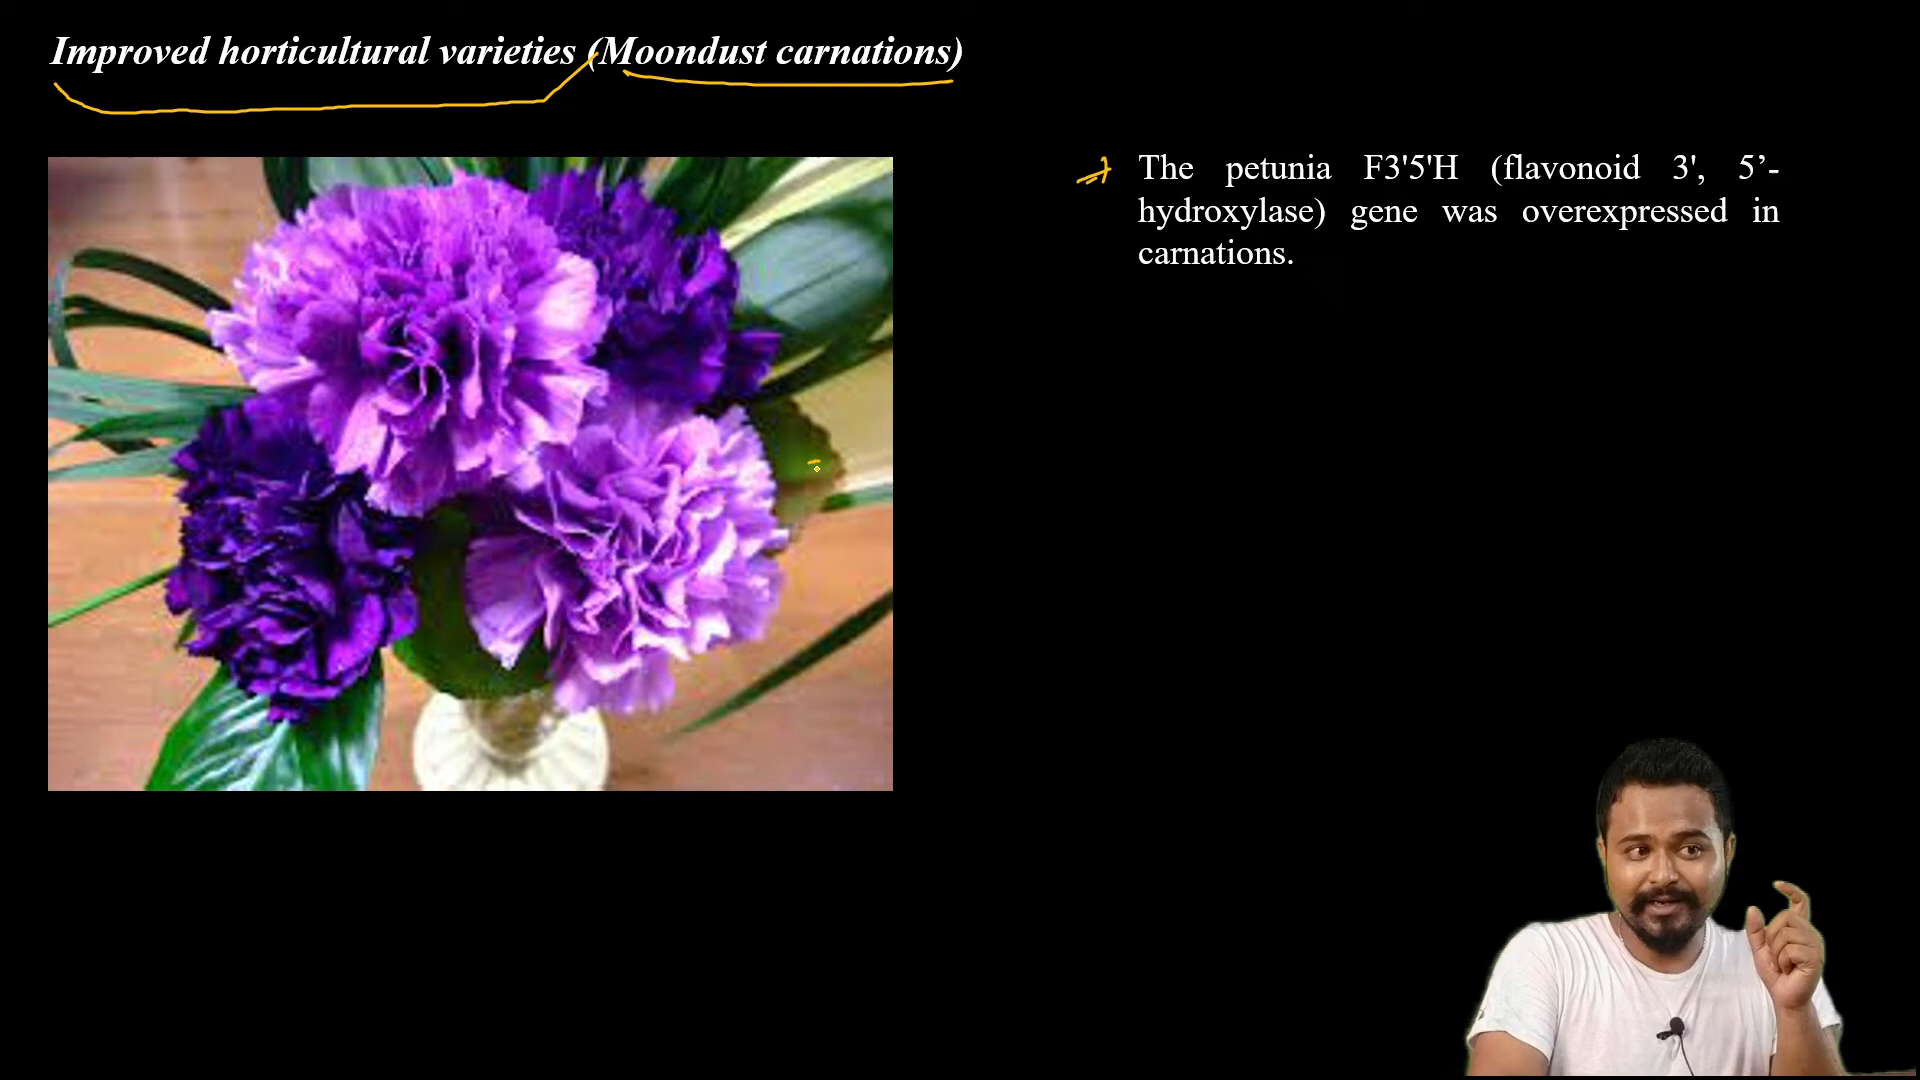 Improved horticultural varieties (Moondust carnations)
The petunia F3'5'H (flavonoid 3', 5’-
hydroxylase) gene was overexpressed in
carnations.